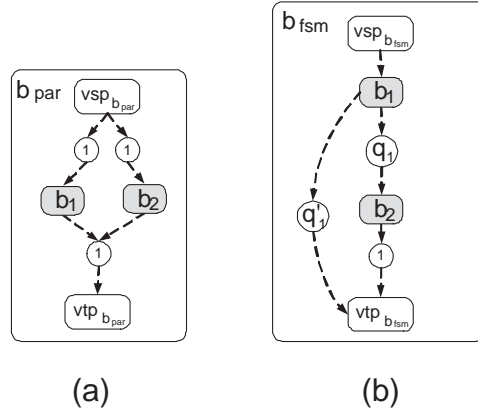 b par
vsp b par
1 1
b1 b2
1
vtp b par
(a)
b fsm
vsp b fsm
b1
q1
b2
q'1
1
vtp b fsm
(b)